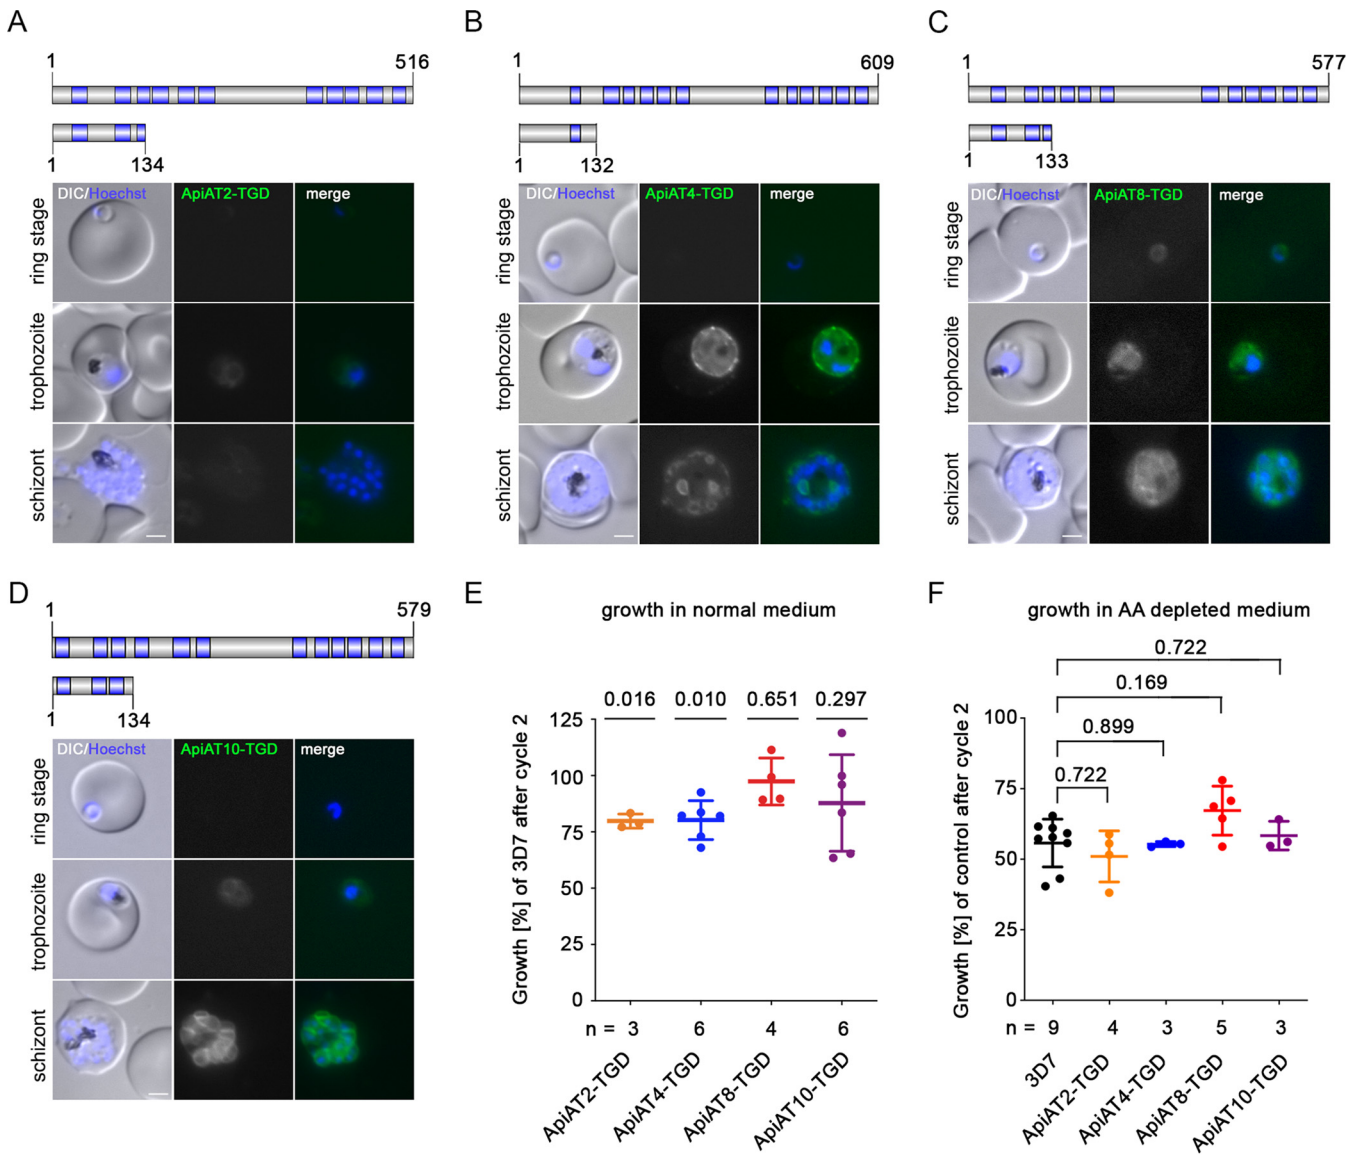 A
1 516
1 134
DIC/Hoechst ApiAT2-TGD merge
ring stage
trophozoite
schizont
B
1 609
1 132
DIC/Hoechst ApiAT4-TGD merge
ring stage
trophozoite
schizont
C
1 577
1 133
DIC/Hoechst ApiAT8-TGD merge
ring stage
trophozoite
schizont
D
1 579
1 134
DIC/Hoechst ApiAT10-TGD merge
ring stage
trophozoite
schizont
E
growth in normal medium
0.016 0.010 0.651 0.297
Growth [%] of 3D7 after cycle 2
125
100
75
50
25
0
n = 3 6 4 6
ApiAT2-TGD
ApiAT4-TGD
ApiAT8-TGD
ApiAT10-TGD
F
growth in AA depleted medium
0.722
0.169
0.899
0.722
Growth [%] of control after cycle 2
100
75
50
25
0
n = 9 4 3 5 3
3D7
ApiAT2-TGD
ApiAT4-TGD
ApiAT8-TGD
ApiAT10-TGD